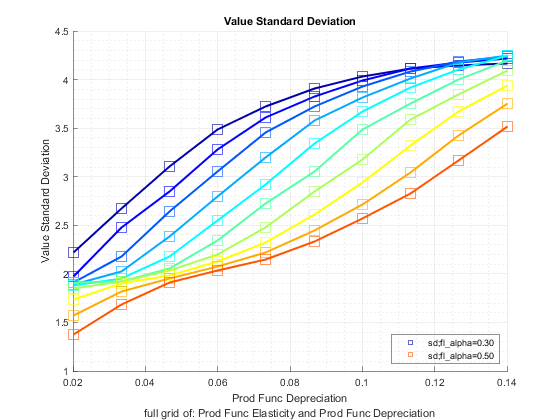 Value Standard Deviation
Value Standard Deviation
4.5
4
3.5
3
2.5
2
1.5
1
0.02
0.04
0.06
0.08
0.1
0.12
0.14
sd;fl_alpha=0.30
sd;fl_alpha=0.50
Prod Func Depreciation
full grid of: Prod Func Elasticity and Prod Func Depreciation